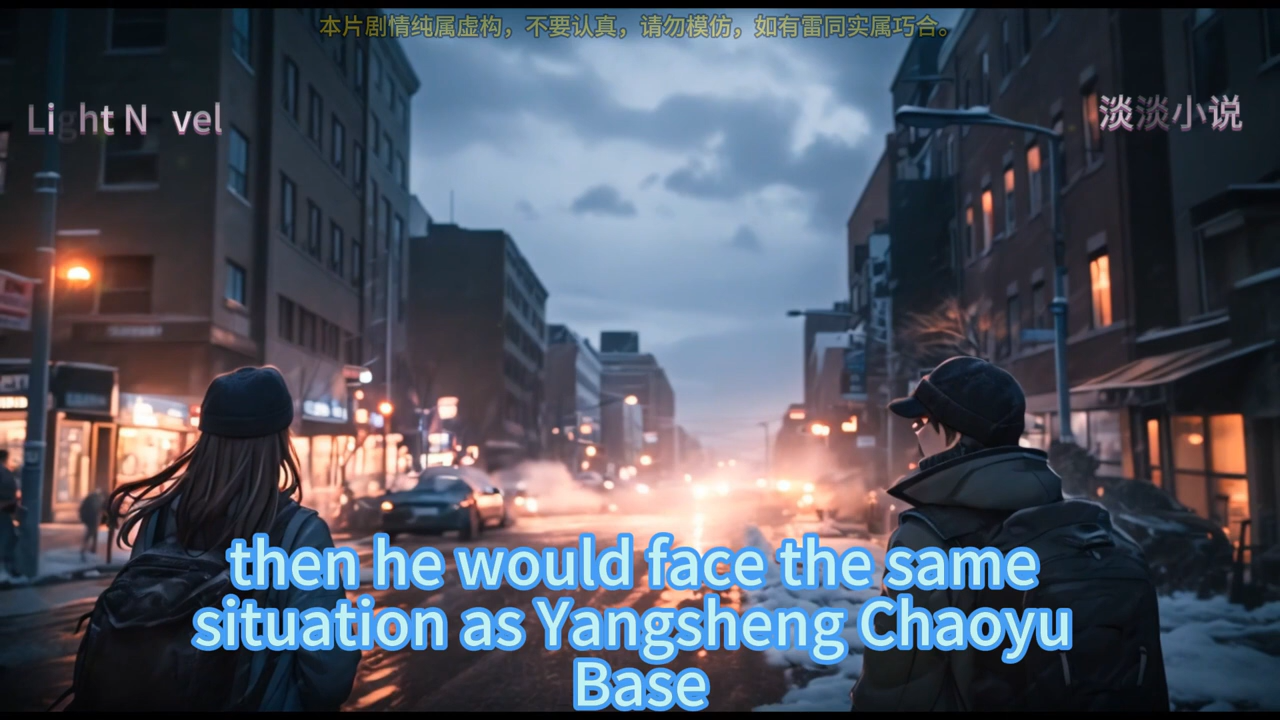 本片剧情纯属虚构，不要认真，请勿模仿，如有雷同实属巧合。
Light N vel
淡淡小说
then he would face the same
situation as Yangsheng Chaoyu
Base